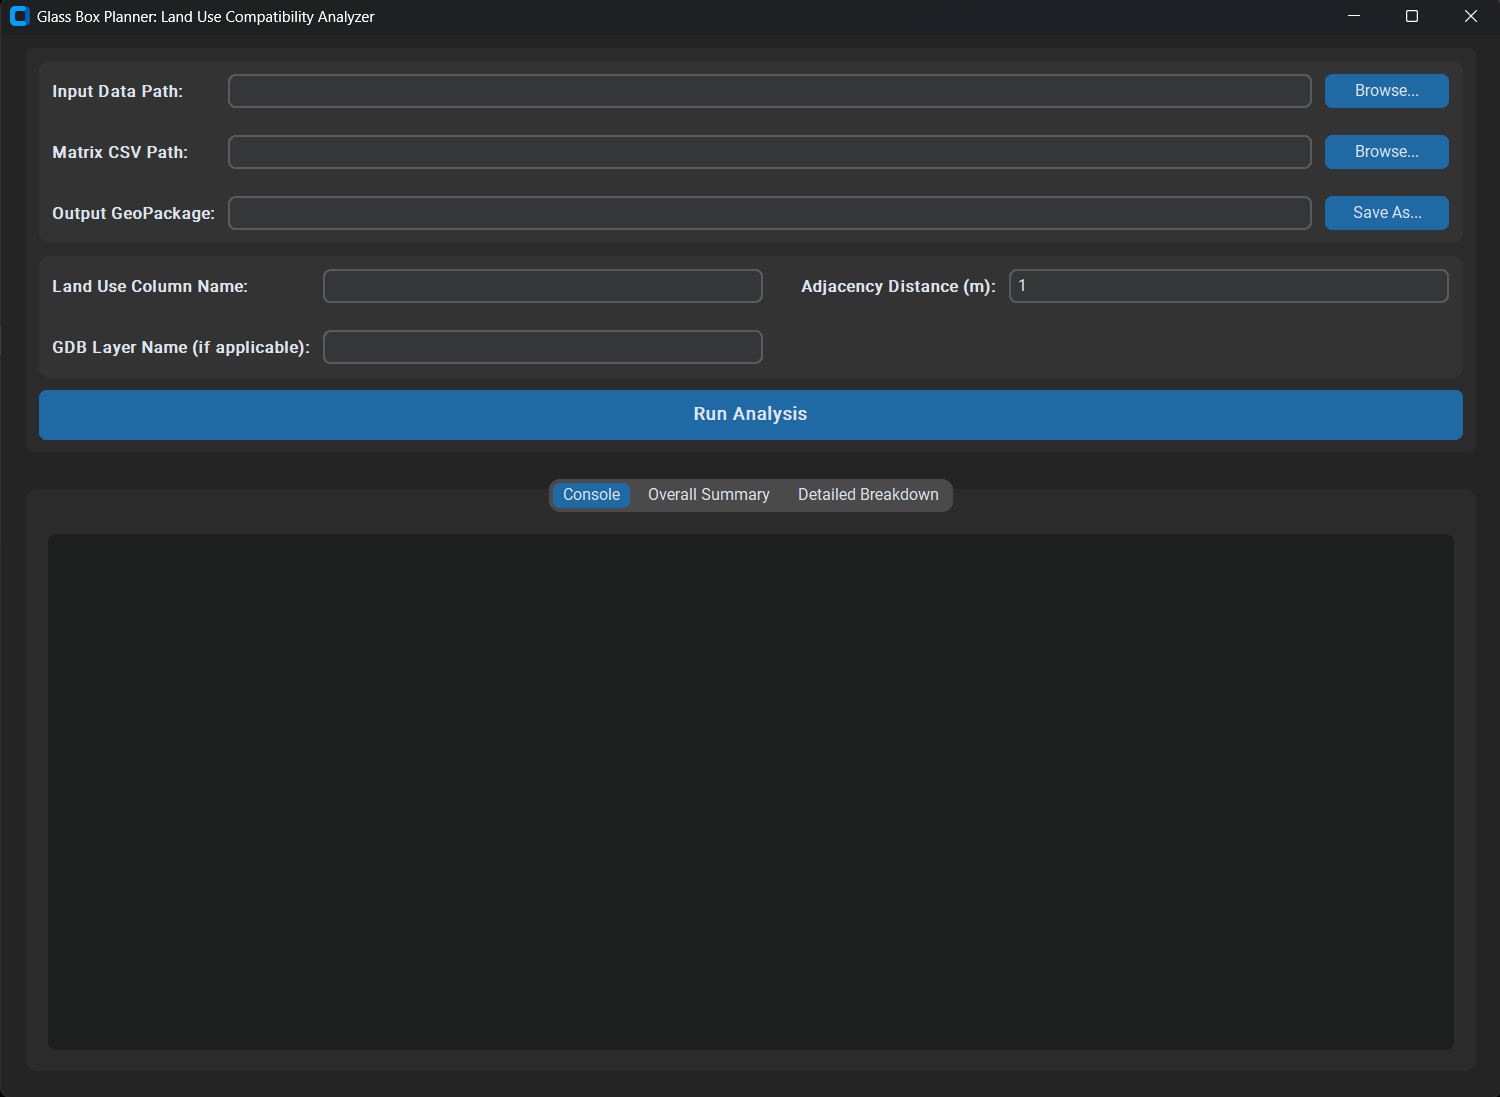 Glass Box Planner: Land Use Compatibility Analyzer
Input Data Path:
Browse...
Matrix CSV Path:
Browse...
Output GeoPackage:
Save As...
Land Use Column Name:
Adjacency Distance (m):
1
GDB Layer Name (if applicable):
Run Analysis
Console
Overall Summary
Detailed Breakdown